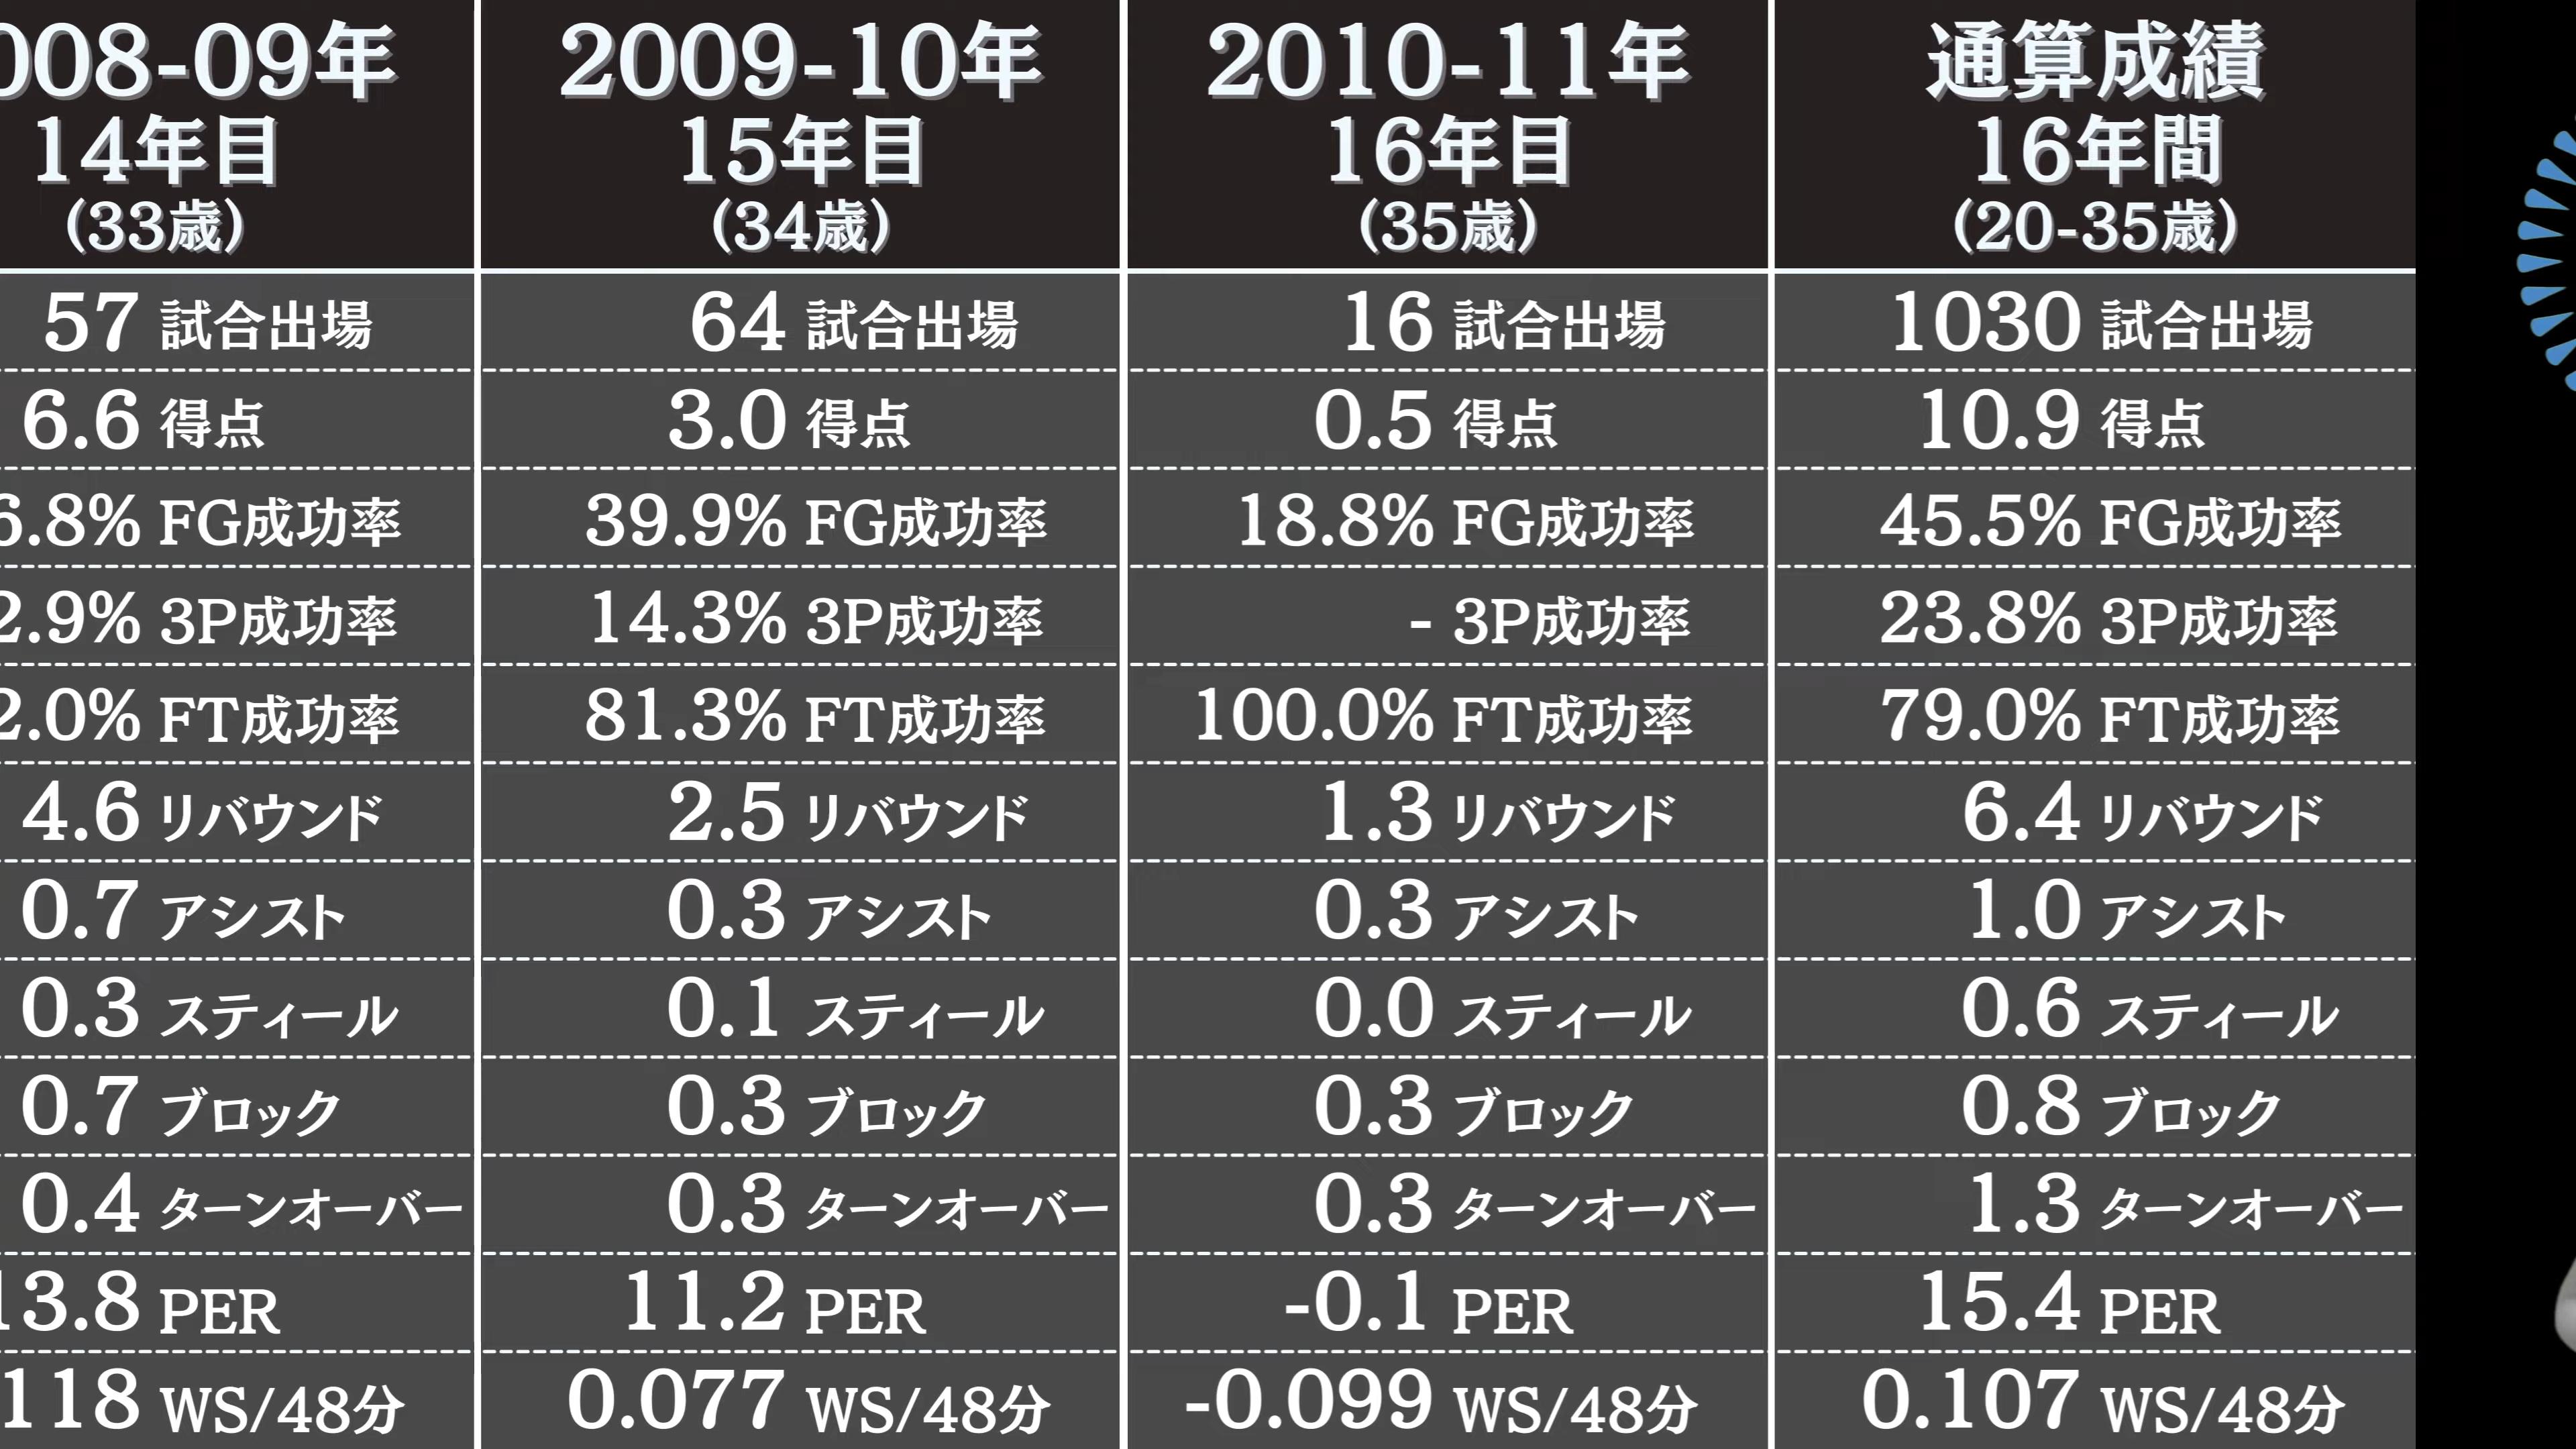 008-09年 2009-10年 2010-11年 通算成績
14年目 15年目 16年目 16年間
(33歳) (34歳) (35歳) (20-35歳)
57 試合出場 64 試合出場 16 試合出場 1030 試合出場
6.6 得点 3.0 得点 0.5 得点 10.9 得点
6.8% FG成功率 39.9% FG成功率 18.8% FG成功率 45.5% FG成功率
2.9% 3P成功率 14.3% 3P成功率 - 3P成功率 23.8% 3P成功率
2.0% FT成功率 81.3% FT成功率 100.0% FT成功率 79.0% FT成功率
4.6 リバウンド 2.5 リバウンド 1.3 リバウンド 6.4 リバウンド
0.7 アシスト 0.3 アシスト 0.3 アシスト 1.0 アシスト
0.3 スティール 0.1 スティール 0.0 スティール 0.6 スティール
0.7 ブロック 0.3 ブロック 0.3 ブロック 0.8 ブロック
0.4 ターンオーバー 0.3 ターンオーバー 0.3 ターンオーバー 1.3 ターンオーバー
13.8 PER 11.2 PER -0.1 PER 15.4 PER
118 WS/48分 0.077 WS/48分 -0.099 WS/48分 0.107 WS/48分